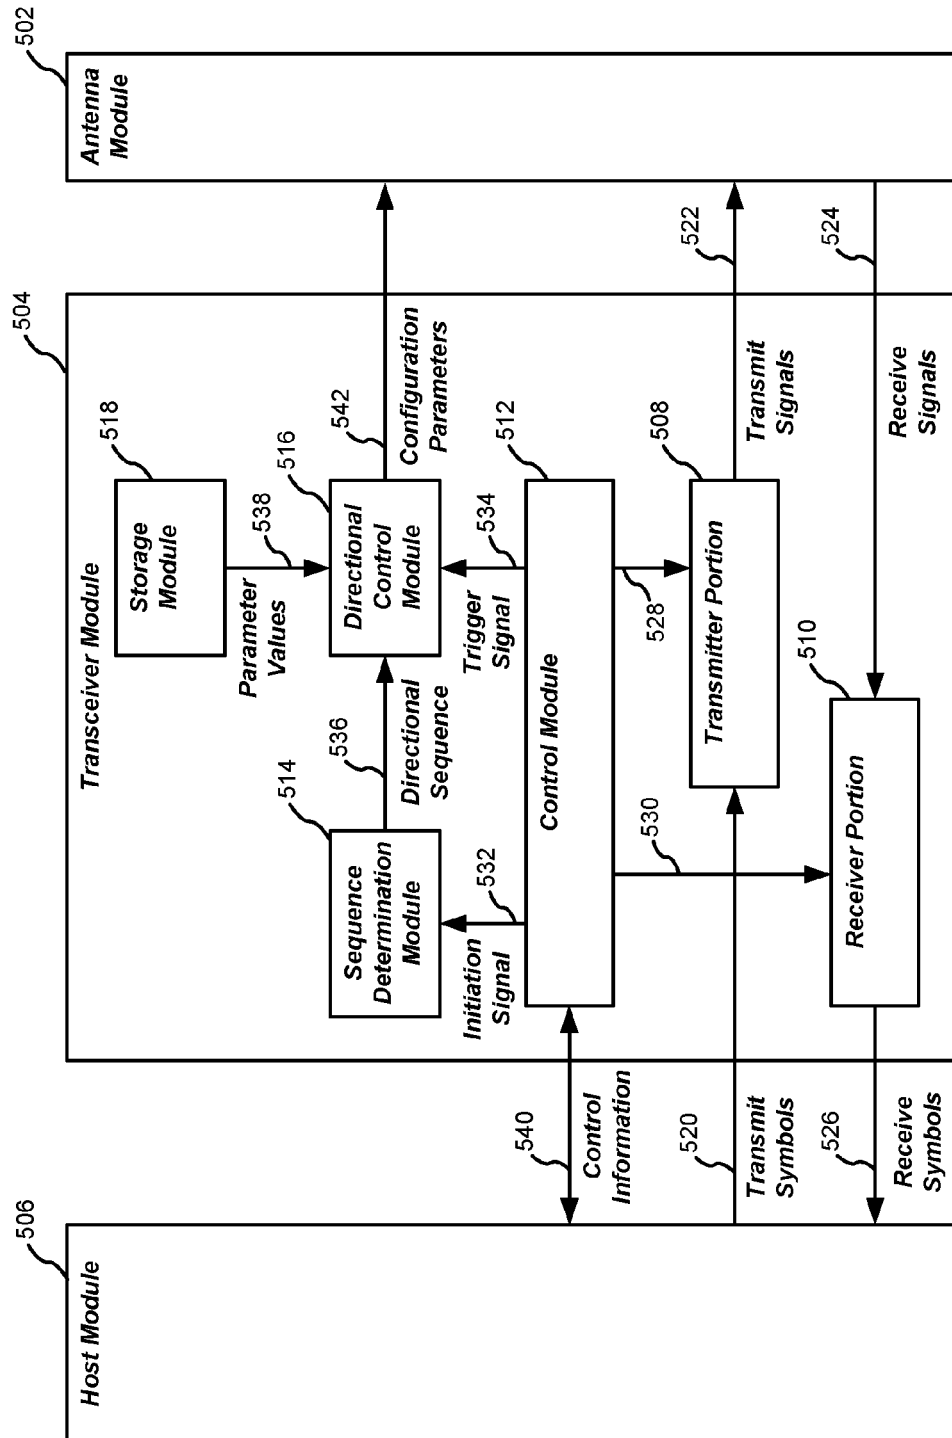 506
Host Module
504
Transceiver Module
502
Antenna
Module
518
Storage
Module
538
Parameter
Values
514
Sequence
Determination
Module
536
Directional
Sequence
516
Directional
Control
Module
542
Configuration
Parameters
532
Initiation
Signal
534
Trigger
Signal
512
Control Module
540
Control
Information
530
528
508
Transmitter Portion
520
Transmit
Symbols
522
Transmit
Signals
510
Receiver Portion
526
Receive
Symbols
524
Receive
Signals